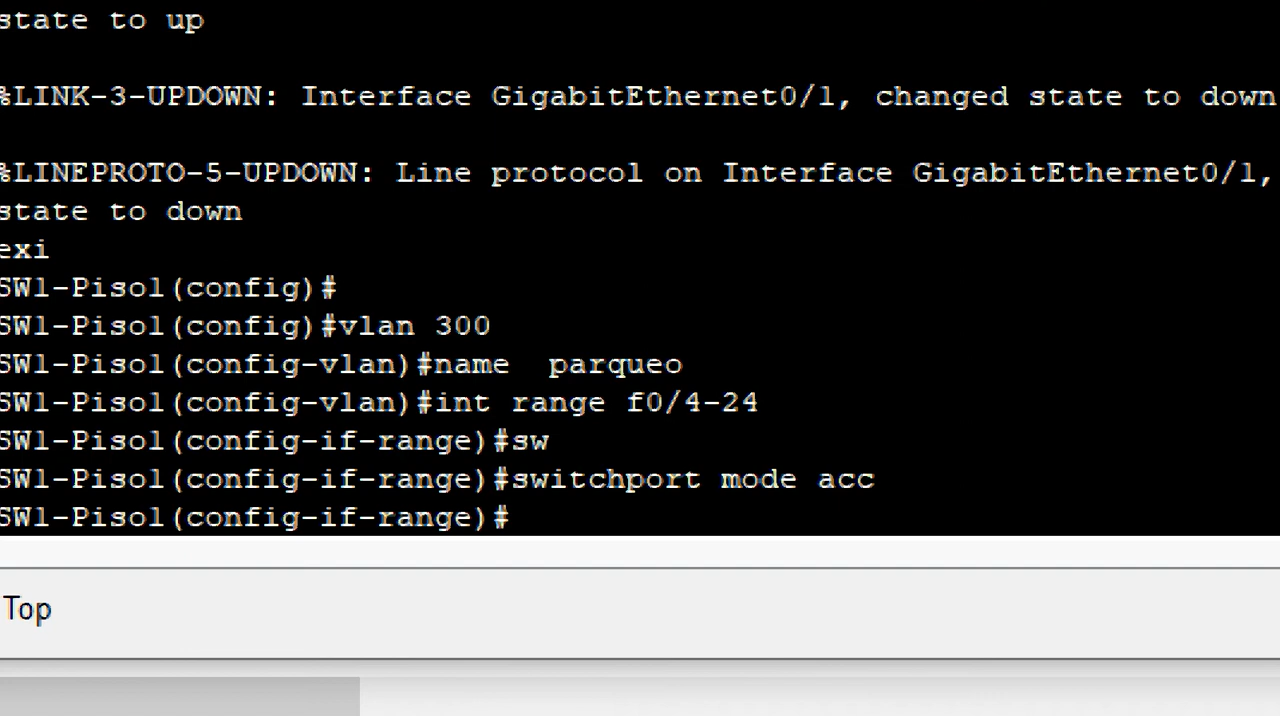 state to up
%LINK-3-UPDOWN: Interface GigabitEthernet0/1, changed state to down
%LINEPROTO-5-UPDOWN: Line protocol on Interface GigabitEthernet0/1,
state to down
exi
SW1-Piso1(config)#
SW1-Piso1(config)#vlan 300
SW1-Piso1(config-vlan)#name  parqueo
SW1-Piso1(config-vlan)#int range f0/4-24
SW1-Piso1(config-if-range)#sw
SW1-Piso1(config-if-range)#switchport mode acc
SW1-Piso1(config-if-range)#
Top